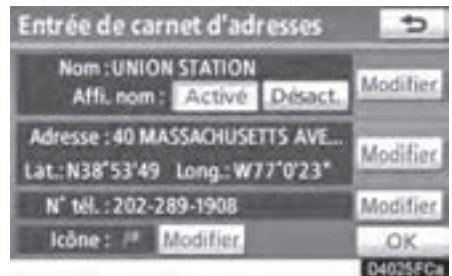 Entrée de carnet d'adresses
Nom :UNION STATION
Affi. nom : Activé Désact. Modifier
Adresse :40 MASSACHUSETTS AVE...
Lat.:N38°53'49 Long.:W77°0'23" Modifier
N° tél. :202-289-1908 Modifier
Icône : Modifier OK
D4025FCa